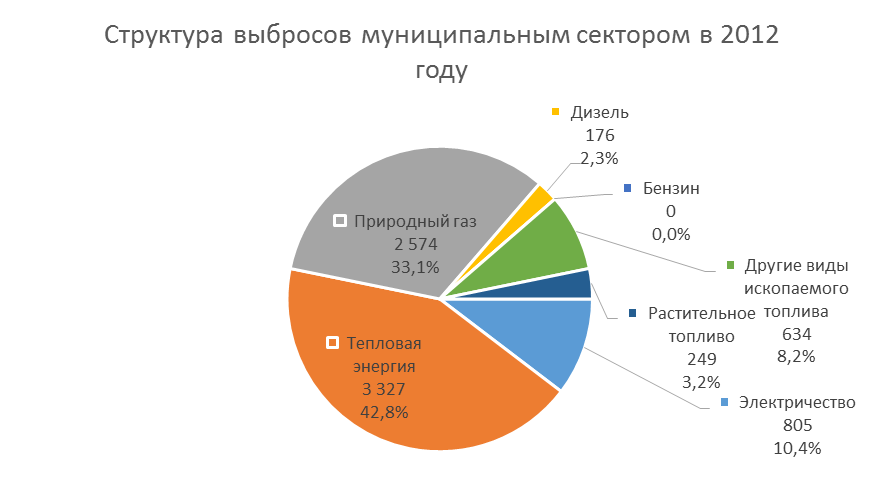 Структура выбросов муниципальным сектором в 2012
году
Дизель
176
2,3%
Бензин
0
0,0%
Природный газ
2 574
33,1%
Другие виды
ископаемого
топлива
634
8,2%
Растительное
топливо
249
3,2%
Тепловая
энергия
3 327
42,8%
Электричество
805
10,4%